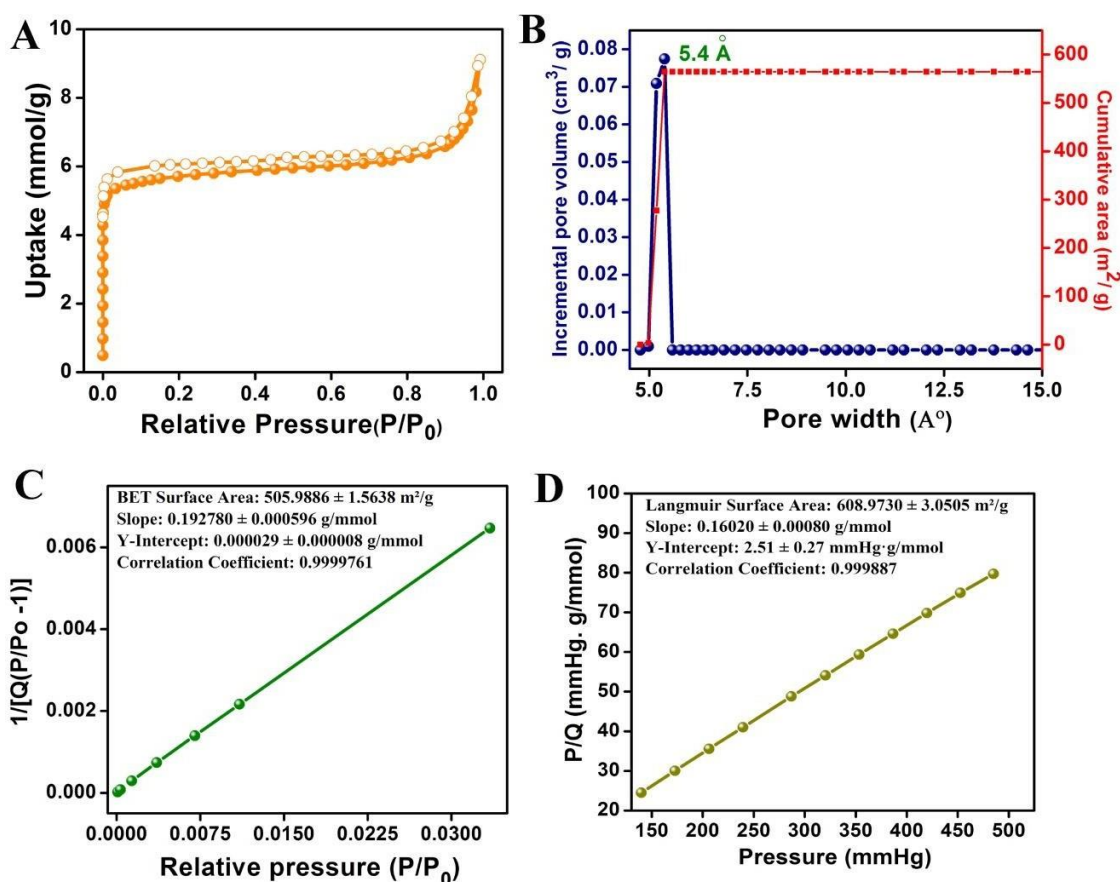 A
Uptake (mmol/g)
10
8
6
4
2
0
0.0 0.2 0.4 0.6 0.8 1.0
Relative Pressure(P/P₀)
B
5.4 Å
Incremental pore volume (cm³/ g)
0.08
0.07
0.06
0.05
0.04
0.03
0.02
0.01
0.00
600
500
400
300
200
100
0
Cumulative area (m²/ g)
5.0 7.5 10.0 12.5 15.0
Pore width (Aº)
C
BET Surface Area: 505.9886 ± 1.5638 m²/g
Slope: 0.192780 ± 0.000596 g/mmol
Y-Intercept: 0.000029 ± 0.000008 g/mmol
Correlation Coefficient: 0.9999761
1/[Q(P/Po -1)]
0.006
0.004
0.002
0.000
0.0000 0.0075 0.0150 0.0225 0.0300
Relative pressure (P/P₀)
D
Langmuir Surface Area: 608.9730 ± 3.0505 m²/g
Slope: 0.16020 ± 0.00080 g/mmol
Y-Intercept: 2.51 ± 0.27 mmHg·g/mmol
Correlation Coefficient: 0.999887
P/Q (mmHg. g/mmol)
100
90
80
70
60
50
40
30
20
150 200 250 300 350 400 450 500
Pressure (mmHg)